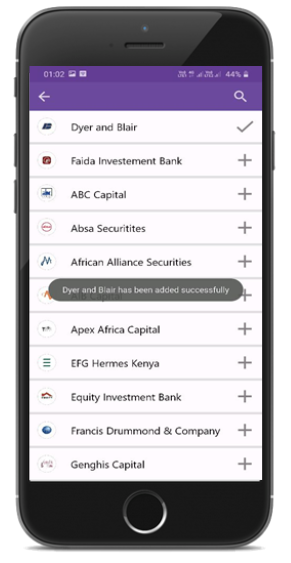 01:02 44%
Dyer and Blair
Faida Investement Bank
ABC Capital
Absa Securitites
African Alliance Securities
Dyer and Blair has been added successfully
Apex Africa Capital
EFG Hermes Kenya
Equity Investment Bank
Francis Drummond & Company
Genghis Capital